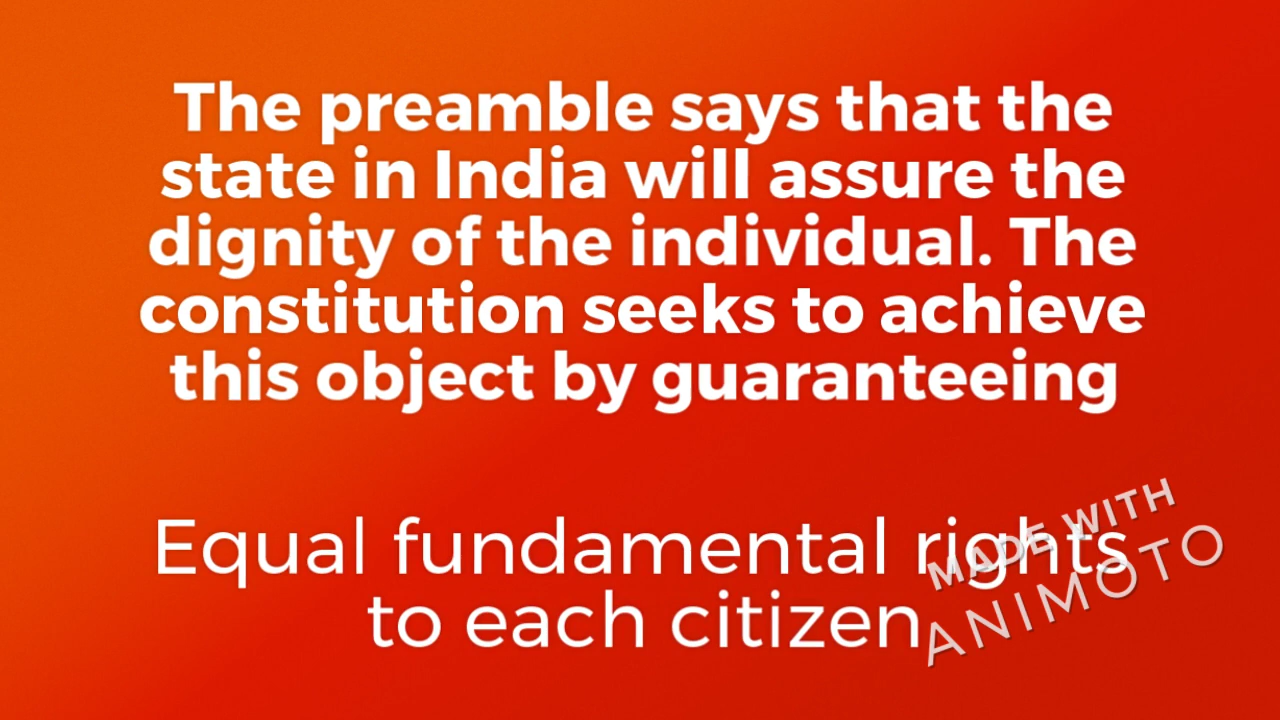 The preamble says that the
state in India will assure the
dignity of the individual. The
constitution seeks to achieve
this object by guaranteeing
Equal fundamental rights
to each citizen
MADE WITH
ANIMOTO